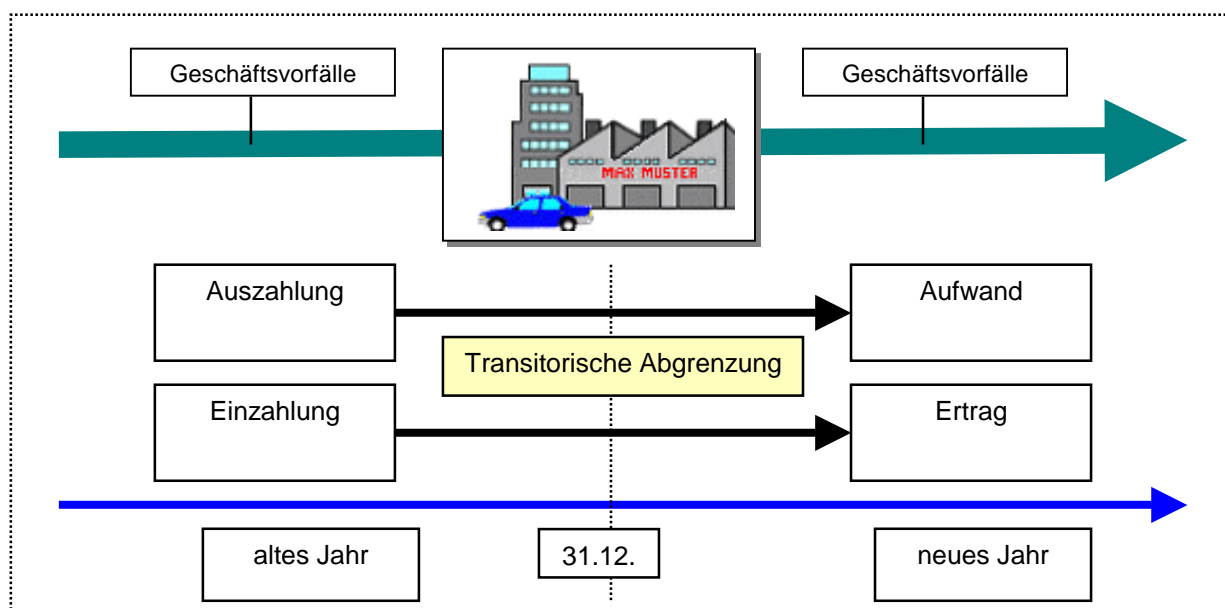 Geschäftsvorfälle
Geschäftsvorfälle
MAX MUSTER
Auszahlung
Aufwand
Transitorische Abgrenzung
Einzahlung
Ertrag
altes Jahr
31.12.
neues Jahr